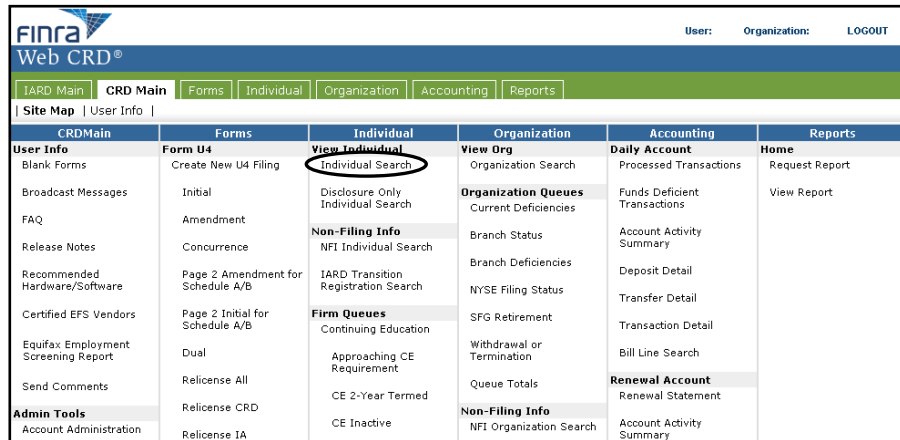 finra
User: Organization: LOGOUT
Web CRD®
IARD Main CRD Main Forms Individual Organization Accounting Reports
| Site Map | User Info |
CRDMain
User Info
Blank Forms
Broadcast Messages
FAQ
Release Notes
Recommended
Hardware/Software
Certified EFS Vendors
Equifax Employment
Screening Report
Send Comments
Admin Tools
Account Administration
Forms
Form U4
Create New U4 Filing
Initial
Amendment
Concurrence
Page 2 Amendment for
Schedule A/B
Page 2 Initial for
Schedule A/B
Dual
Relicense All
Relicense CRD
Relicense IA
Individual
View Individual
Individual Search
Disclosure Only
Individual Search
Non-Filing Info
NFI Individual Search
IARD Transition
Registration Search
Firm Queues
Continuing Education
Approaching CE
Requirement
CE 2-Year Termed
CE Inactive
Organization
View Org
Organization Search
Organization Queues
Current Deficiencies
Branch Status
Branch Deficiencies
NYSE Filing Status
SFG Retirement
Withdrawal or
Termination
Queue Totals
Non-Filing Info
NFI Organization Search
Accounting
Daily Account
Processed Transactions
Funds Deficient
Transactions
Account Activity
Summary
Deposit Detail
Transfer Detail
Transaction Detail
Bill Line Search
Renewal Account
Renewal Statement
Account Activity
Summary
Reports
Home
Request Report
View Report